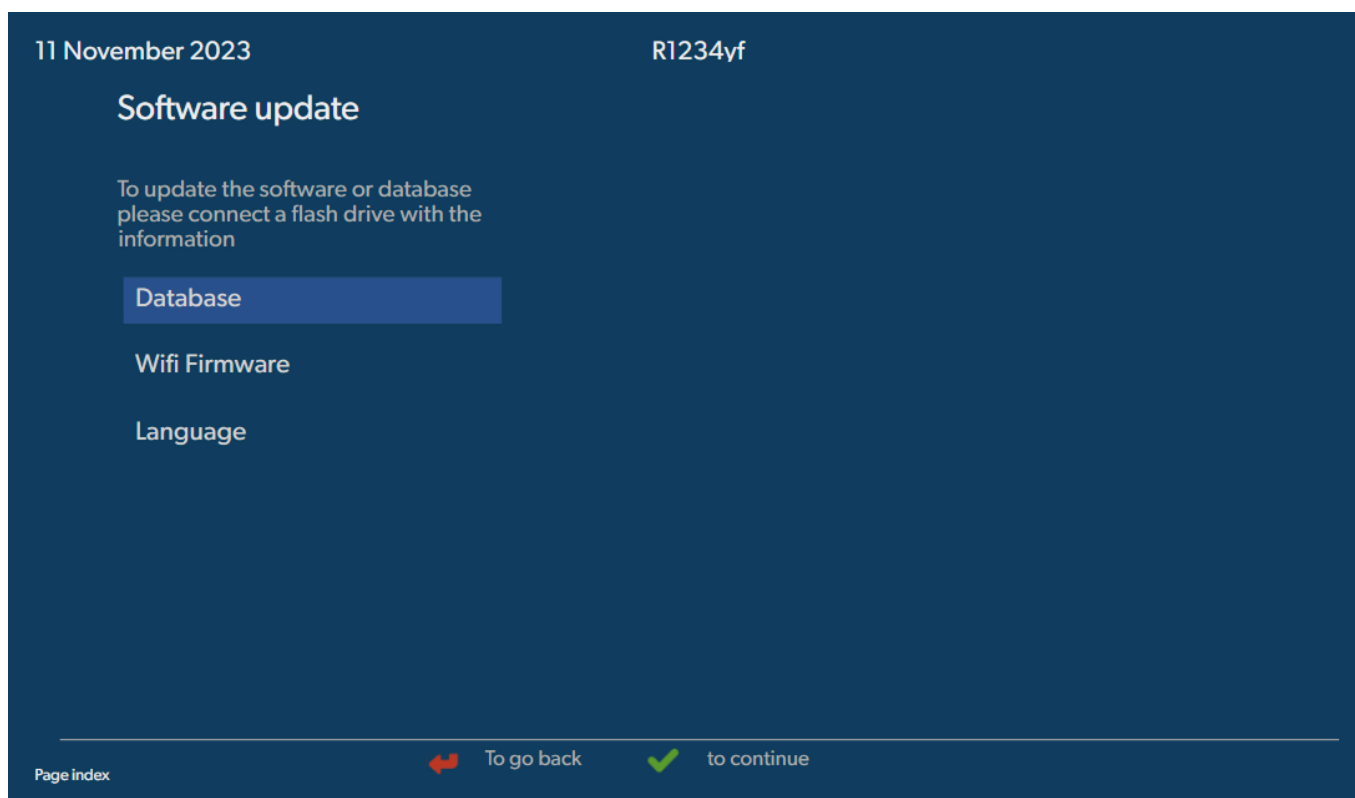 11 November 2023 R1234yf
Software update
To update the software or database
please connect a flash drive with the
information
Database
Wifi Firmware
Language
To go back to continue
Page index